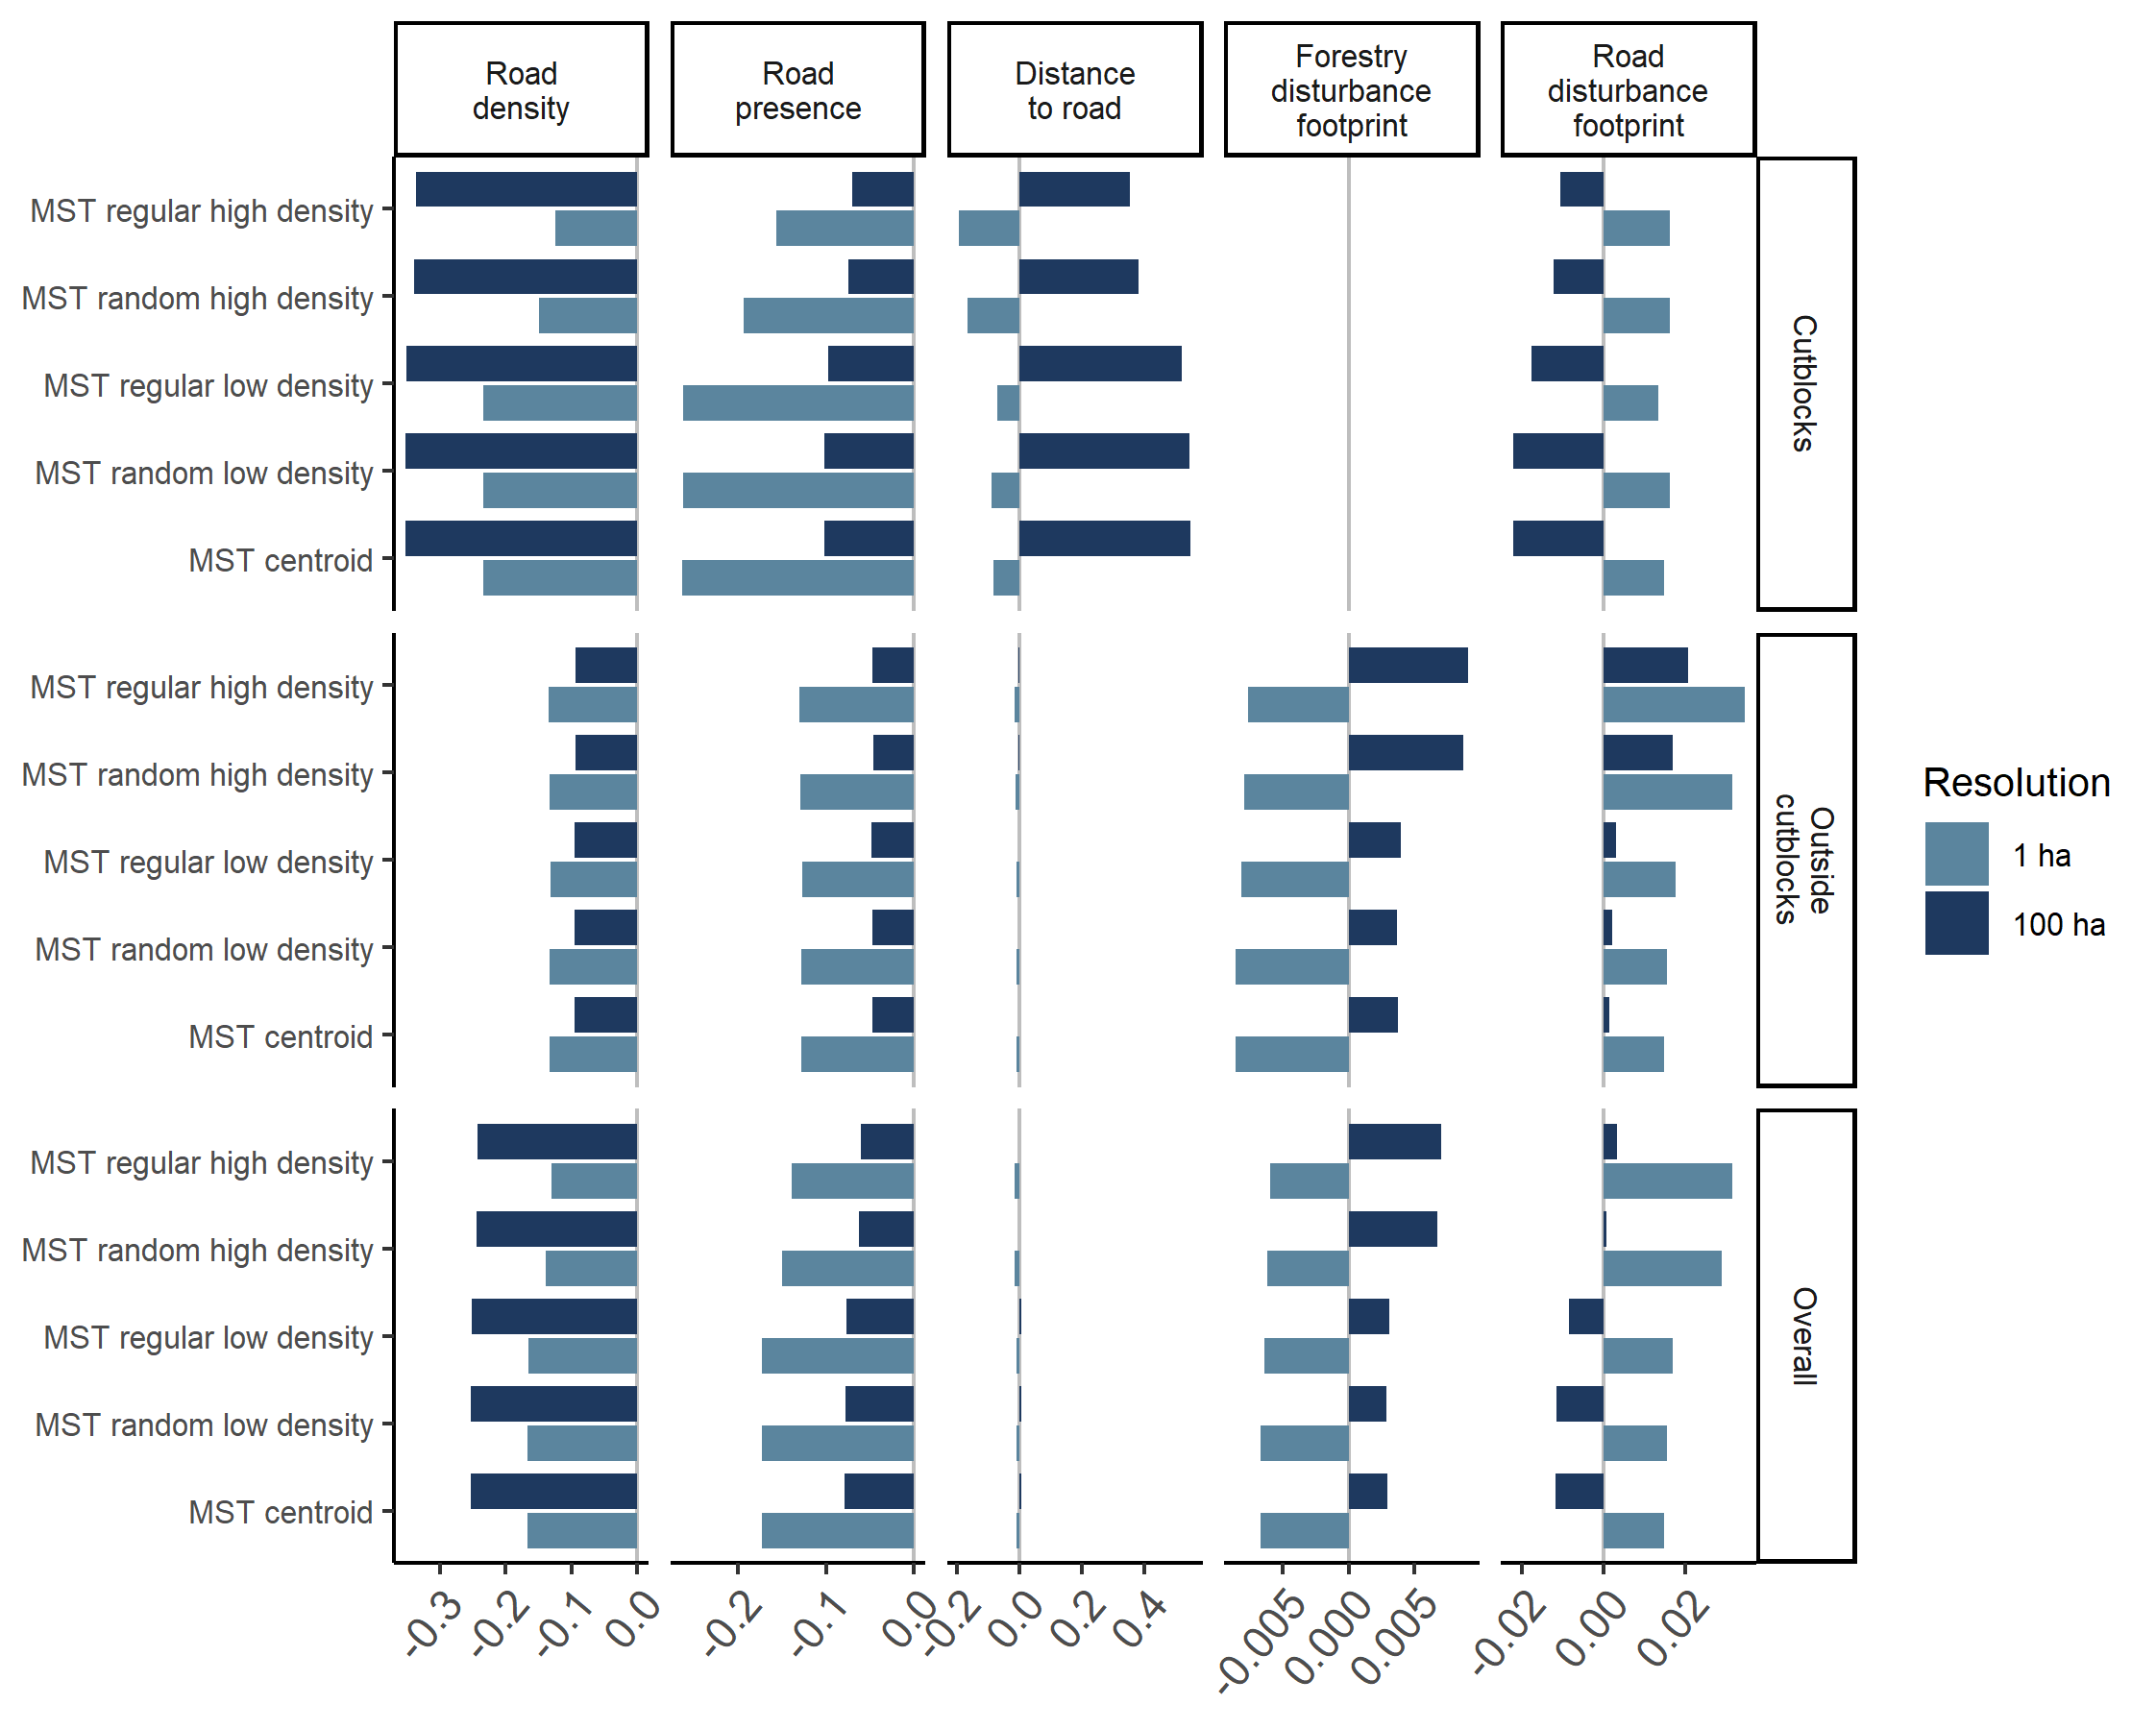 Road
density
Road
presence
Distance
to road
Forestry
disturbance
footprint
Road
disturbance
footprint
MST regular high density
MST random high density
MST regular low density
MST random low density
MST centroid
Cutblocks
MST regular high density
MST random high density
MST regular low density
MST random low density
MST centroid
Outside
cutblocks
MST regular high density
MST random high density
MST regular low density
MST random low density
MST centroid
Overall
-0.3
-0.2
-0.1
0.0
-0.2
-0.1
0.0
-0.2
0.0
0.2
0.4
-0.005
0.000
0.005
-0.02
0.00
0.02
Resolution
1 ha
100 ha